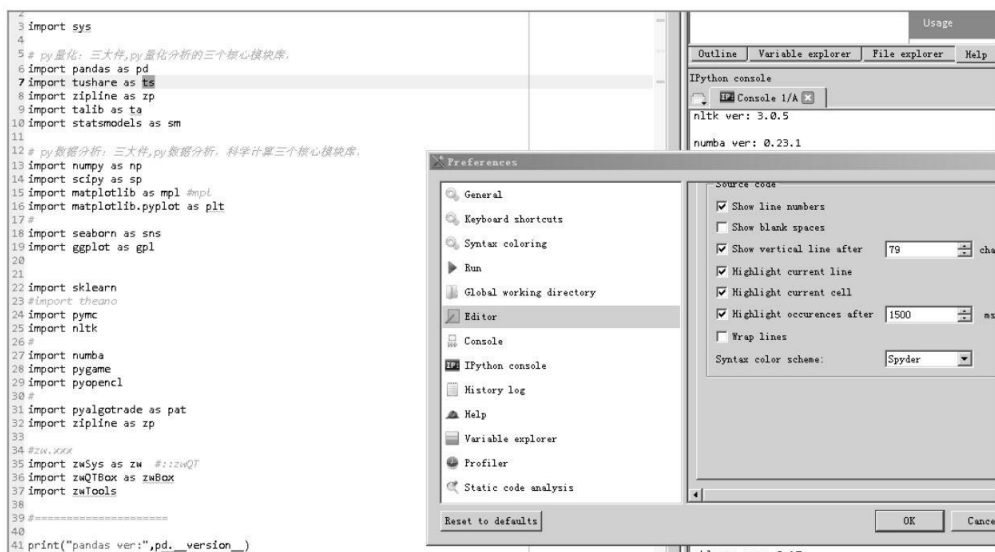 2
3 import sys
4
5 # py量化：三大件,py量化分析的三个核心模块库，
6 import pandas as pd
7 import tushare as ts
8 import zipline as zp
9 import talib as ta
10 import statsmodels as sm
11
12 # py数据分析：三大件,py数据分析，科学计算三个核心模块库，
13 import numpy as np
14 import scipy as sp
15 import matplotlib as mpl #mpl
16 import matplotlib.pyplot as plt
17 #
18 import seaborn as sns
19 import ggplot as gpl
20
21
22 import sklearn
23 #import theano
24 import pymc
25 import nltk
26 #
27 import numba
28 import pygame
29 import pyopencl
30 #
31 import pyalgotrade as pat
32 import zipline as zp
33
34 #zw.xxx
35 import zwSys as zw  #::zwQT
36 import zwQTBox as zwBox
37 import zwTools
38
39 #=====================
40
41 print("pandas ver:",pd.__version__)
Usage
Outline Variable explorer File explorer Help
IPython console
IP: Console 1/A
nltk ver: 3.0.5
numba ver: 0.23.1
Preferences
General
Keyboard shortcuts
Syntax coloring
Run
Global working directory
Editor
Console
IP: IPython console
History log
Help
Variable explorer
Profiler
Static code analysis
Reset to defaults
Source code
Show line numbers
Show blank spaces
Show vertical line after 79 cha
Highlight current line
Highlight current cell
Highlight occurences after 1500 ms
Wrap lines
Syntax color scheme: Spyder
OK Cance